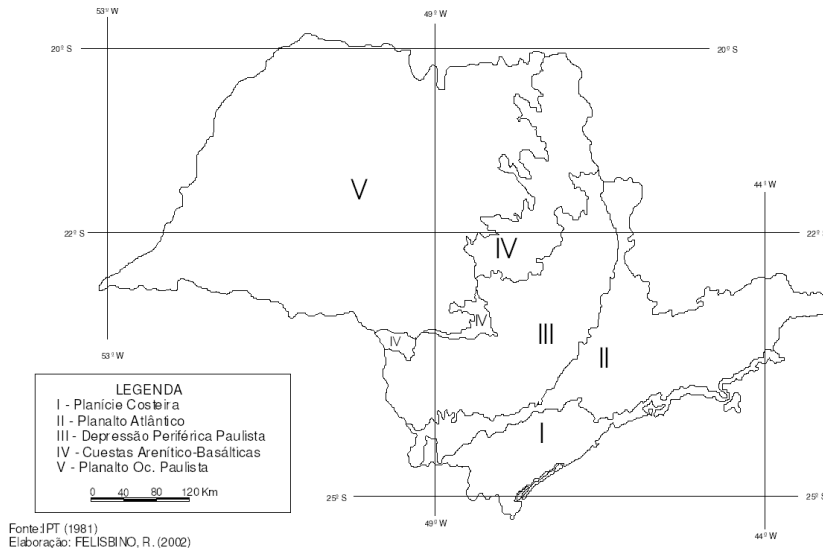 53º W
49º W
20º S
20º S
V
44º W
22º S
22º S
IV
IV
IV
III
II
53º W
I
LEGENDA
I - Planície Costeira
II - Planalto Atlântico
III - Depressão Periférica Paulista
IV - Cuestas Arenítico-Basálticas
V - Planalto Oc. Paulista
0 40 80 120 Km
25º S
25º S
49º W
44º W
Fonte:IPT (1981)
Elaboração: FELISBINO, R. (2002)